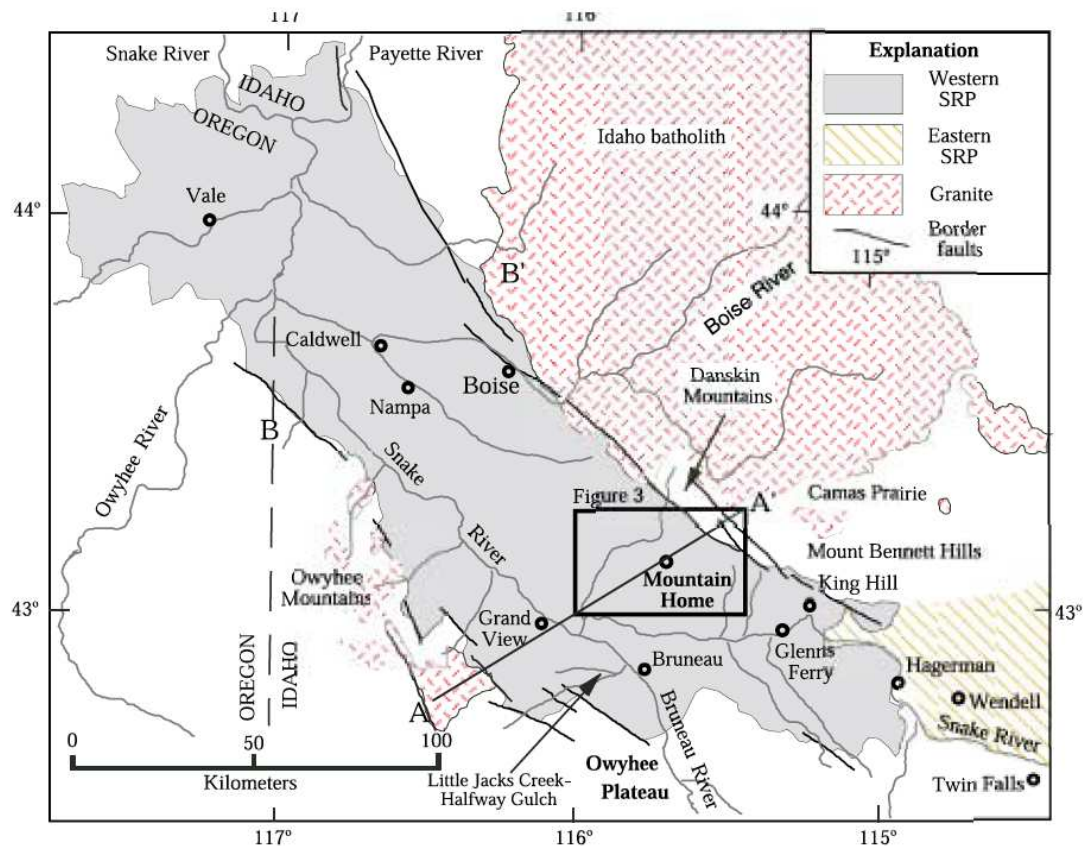 117
116°
Snake River
Payette River
IDAHO
OREGON
Explanation
Western
SRP
Eastern
SRP
Granite
Border
faults
115°
Idaho batholith
Vale
44°
44°
B'
Boise River
Caldwell
Boise
Nampa
Danskin
Mountains
B
Owyhee River
Snake
River
Figure 3
A'
Camas Prairie
Mount Bennett Hills
King Hill
Mountain
Home
43°
43°
Owyhee
Mountains
Grand
View
Glenns
Ferry
Bruneau
Hagerman
Wendell
Snake River
Twin Falls
OREGON
IDAHO
A
Bruneau River
0
50
100
Kilometers
Little Jacks Creek–
Halfway Gulch
Owyhee
Plateau
117°
116°
115°